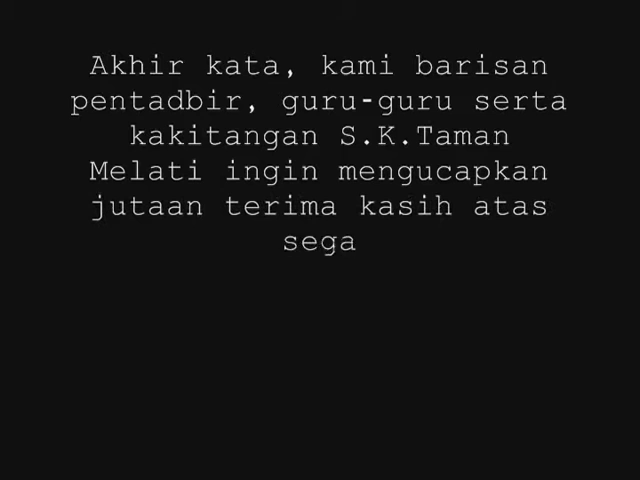 Akhir kata, kami barisan
pentadbir, guru-guru serta
kakitangan S.K.Taman
Melati ingin mengucapkan
jutaan terima kasih atas
sega